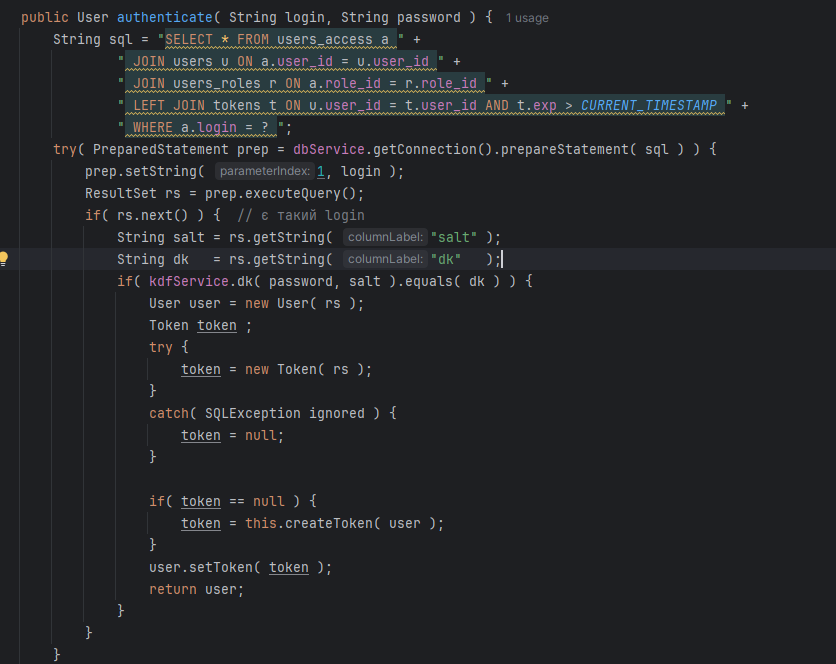 public User authenticate( String login, String password ) {  1 usage
    String sql = "SELECT * FROM users_access a " +
            " JOIN users u ON a.user_id = u.user_id " +
            " JOIN users_roles r ON a.role_id = r.role_id " +
            " LEFT JOIN tokens t ON u.user_id = t.user_id AND t.exp > CURRENT_TIMESTAMP " +
            " WHERE a.login = ? ";
    try( PreparedStatement prep = dbService.getConnection().prepareStatement( sql ) ) {
        prep.setString( parameterIndex: 1, login );
        ResultSet rs = prep.executeQuery();
        if( rs.next() ) {  // є такий login
            String salt = rs.getString( columnLabel: "salt" );
            String dk   = rs.getString( columnLabel: "dk"   );
            if( kdfService.dk( password, salt ).equals( dk ) ) {
                User user = new User( rs );
                Token token ;
                try {
                    token = new Token( rs );
                }
                catch( SQLException ignored ) {
                    token = null;
                }
                if( token == null ) {
                    token = this.createToken( user );
                }
                user.setToken( token );
                return user;
            }
        }
    }